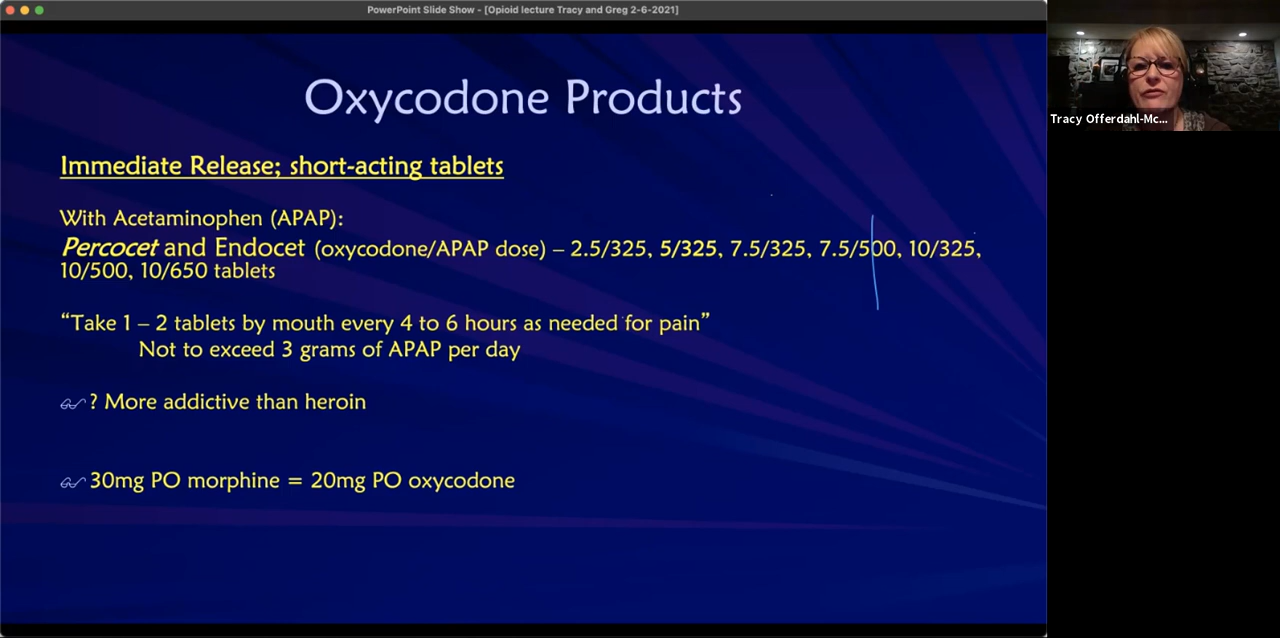 PowerPoint Slide Show - [Opioid lecture Tracy and Greg 2-6-2021]
Oxycodone Products
Immediate Release; short-acting tablets
With Acetaminophen (APAP):
Percocet and Endocet (oxycodone/APAP dose) – 2.5/325, 5/325, 7.5/325, 7.5/500, 10/325,
10/500, 10/650 tablets
“Take 1 – 2 tablets by mouth every 4 to 6 hours as needed for pain”
Not to exceed 3 grams of APAP per day
? More addictive than heroin
30mg PO morphine = 20mg PO oxycodone
Tracy Offerdahl-Mc...